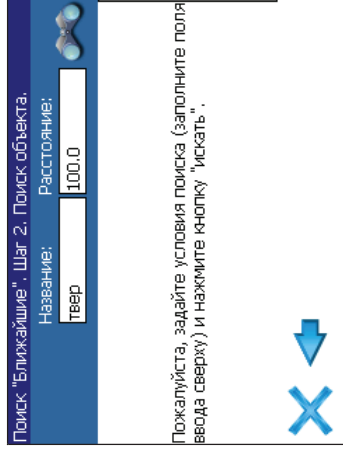 Поиск "Ближайшие". Шаг 2. Поиск объекта.
Название: Расстояние:
твер 100.0
Пожалуйста, задайте условия поиска (заполните поля
ввода сверху) и нажмите кнопку "искать".